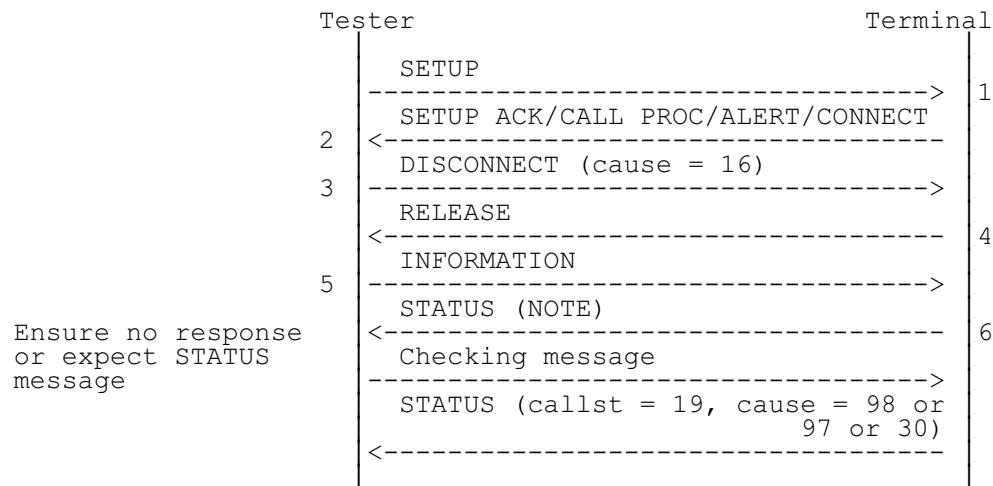 Tester Terminal
SETUP
1
SETUP ACK/CALL PROC/ALERT/CONNECT
2
DISCONNECT (cause = 16)
3
RELEASE
4
INFORMATION
5
STATUS (NOTE)
Ensure no response 6
or expect STATUS Checking message
message
STATUS (callst = 19, cause = 98 or
97 or 30)